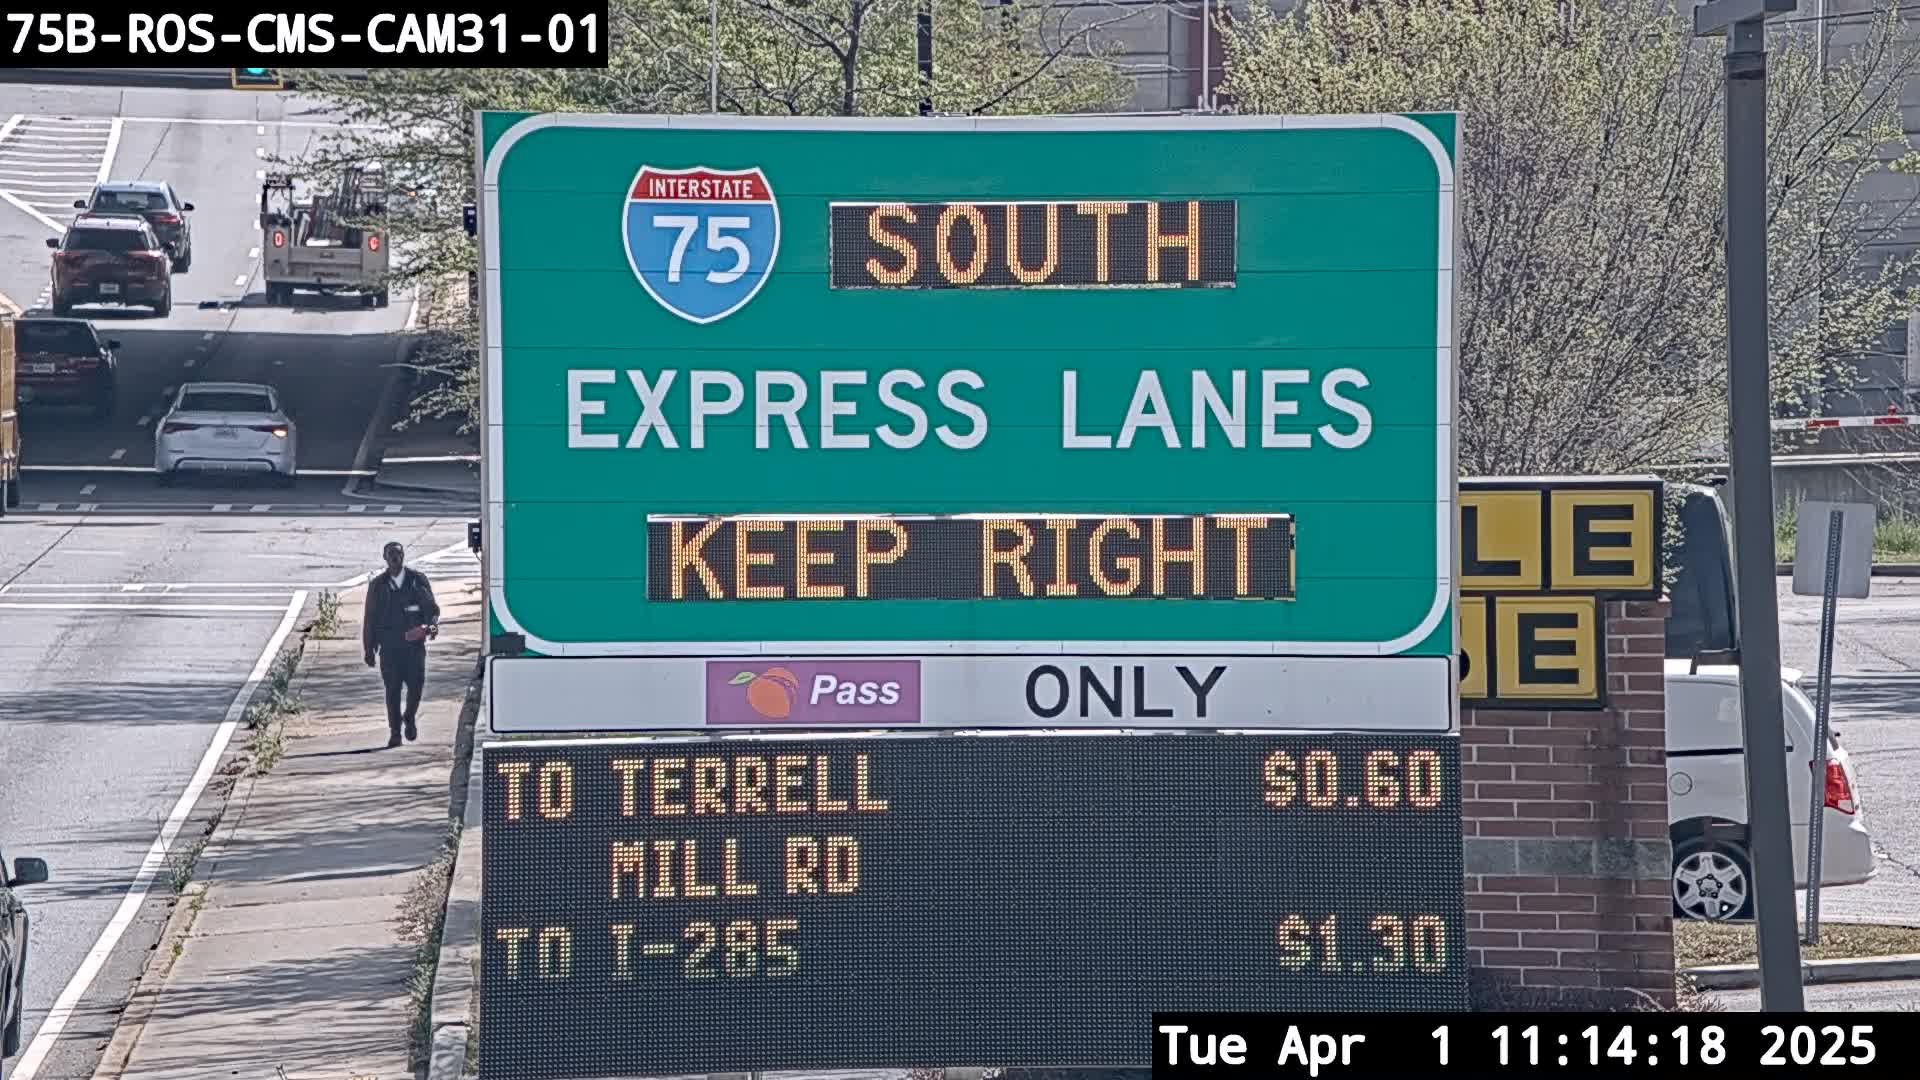 75B-ROS-CMS-CAM31-01
INTERSTATE
75
SOUTH
EXPRESS LANES
KEEP RIGHT
Pass ONLY
TO TERRELL $0.60
MILL RD
TO I-285 $1.30
LE
E
Tue Apr 1 11:14:18 2025